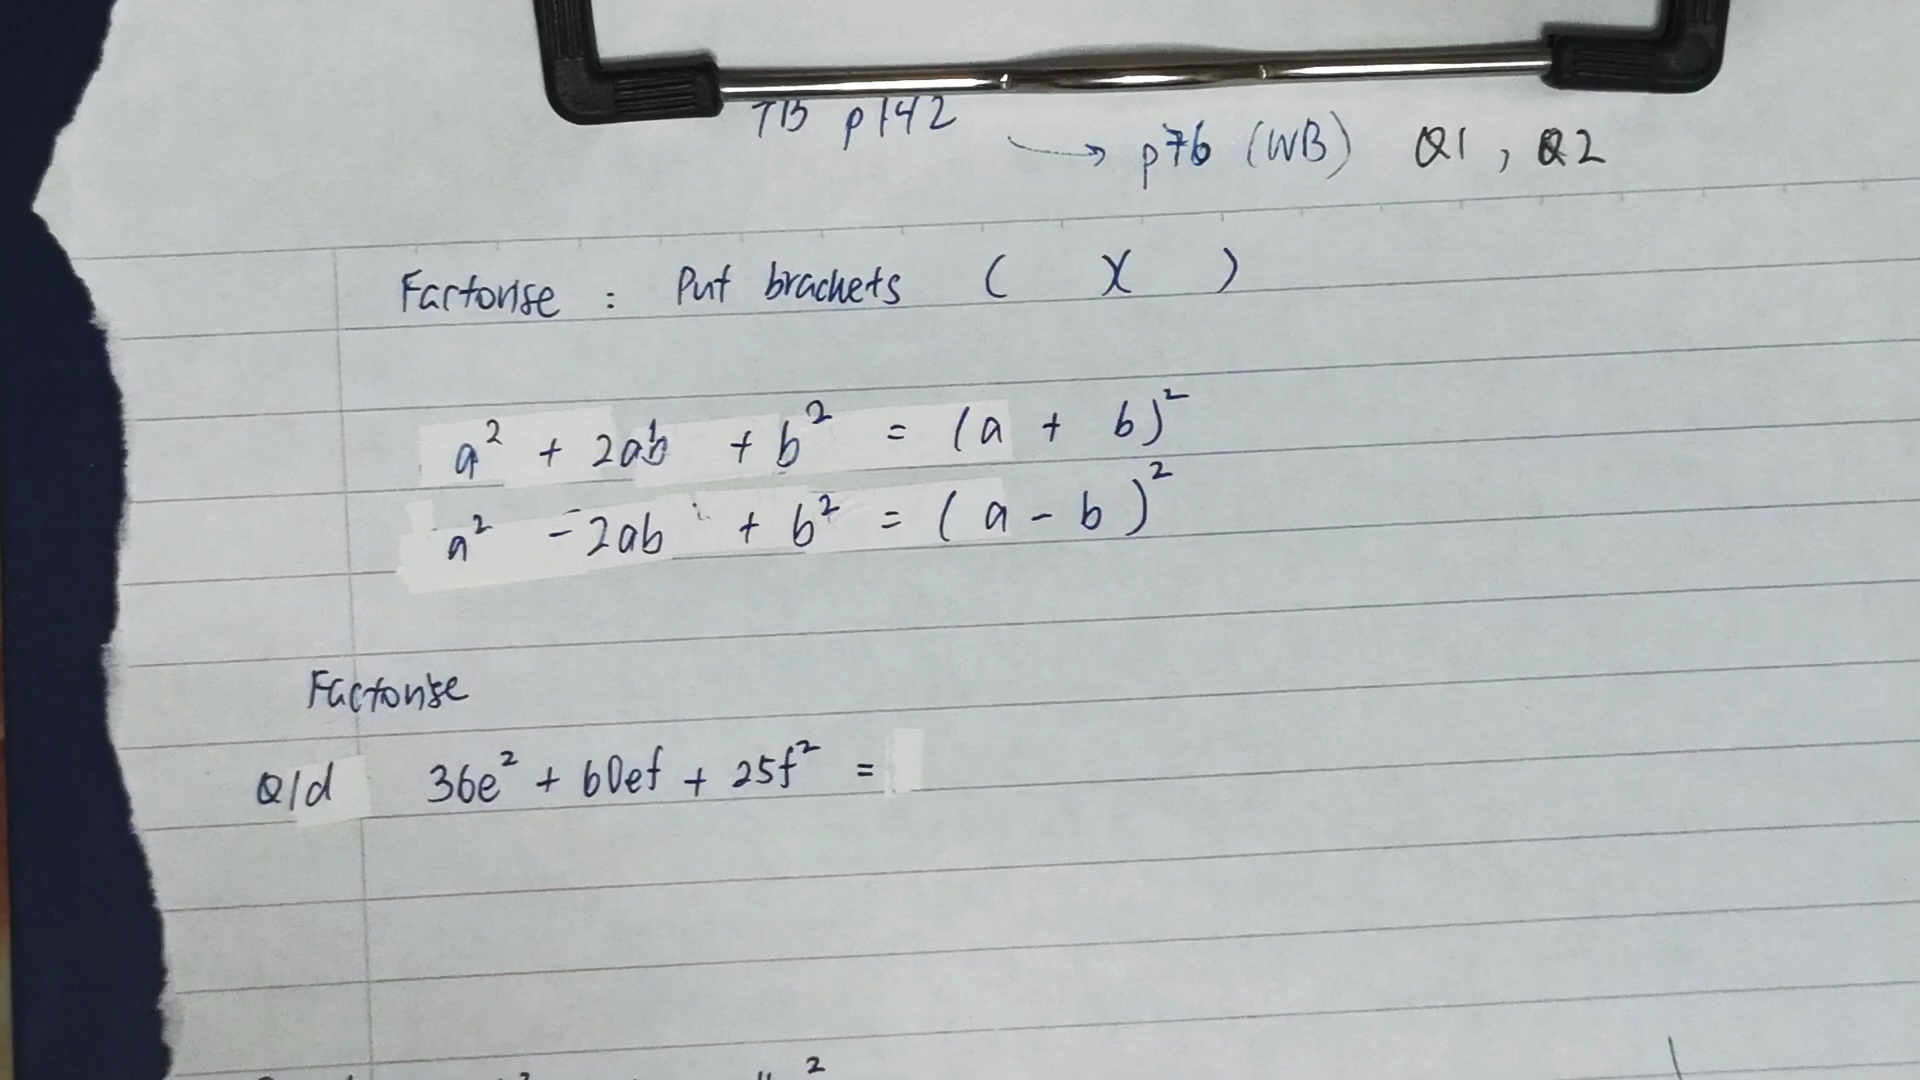 TB p142
→ p76 (WB) Q1, Q2
Factorise : Put brackets ( )( )
a² + 2ab + b² = (a + b)²
a² - 2ab + b² = (a - b)²
Factorise
Q1d 36e² + 60ef + 25f² =